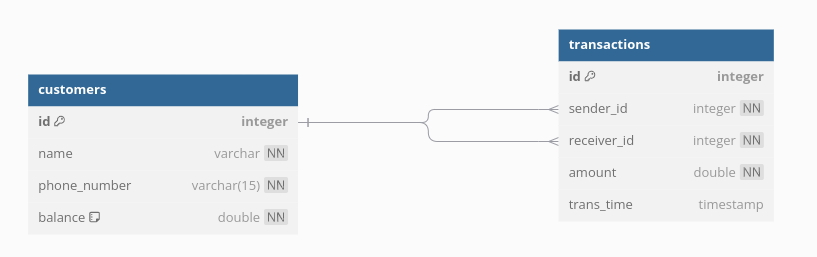 customers
id integer
name varchar NN
phone_number varchar(15) NN
balance double NN
transactions
id integer
sender_id integer NN
receiver_id integer NN
amount double NN
trans_time timestamp